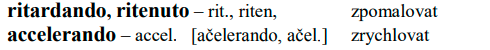 ritardando, ritenuto – rit., riten, zpomalovat
accelerando – accel. [ačelerando, ačel.] zrychlovat